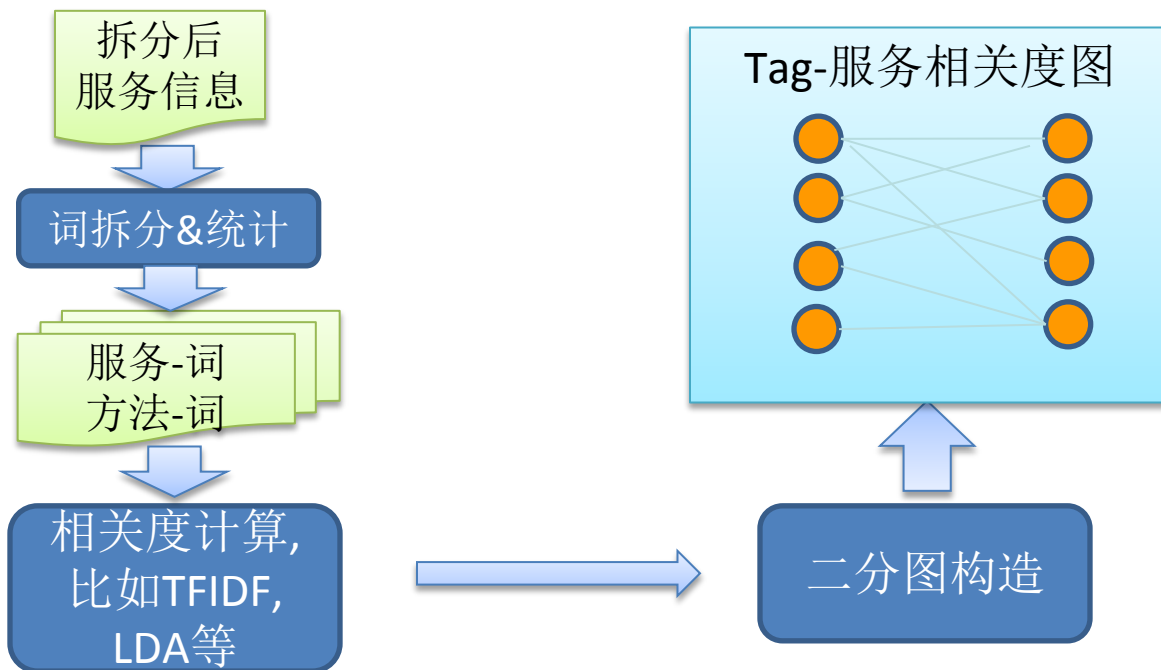 拆分后
服务信息
词拆分&统计
服务-词
方法-词
相关度计算,
比如TFIDF,
LDA等
二分图构造
Tag-服务相关度图